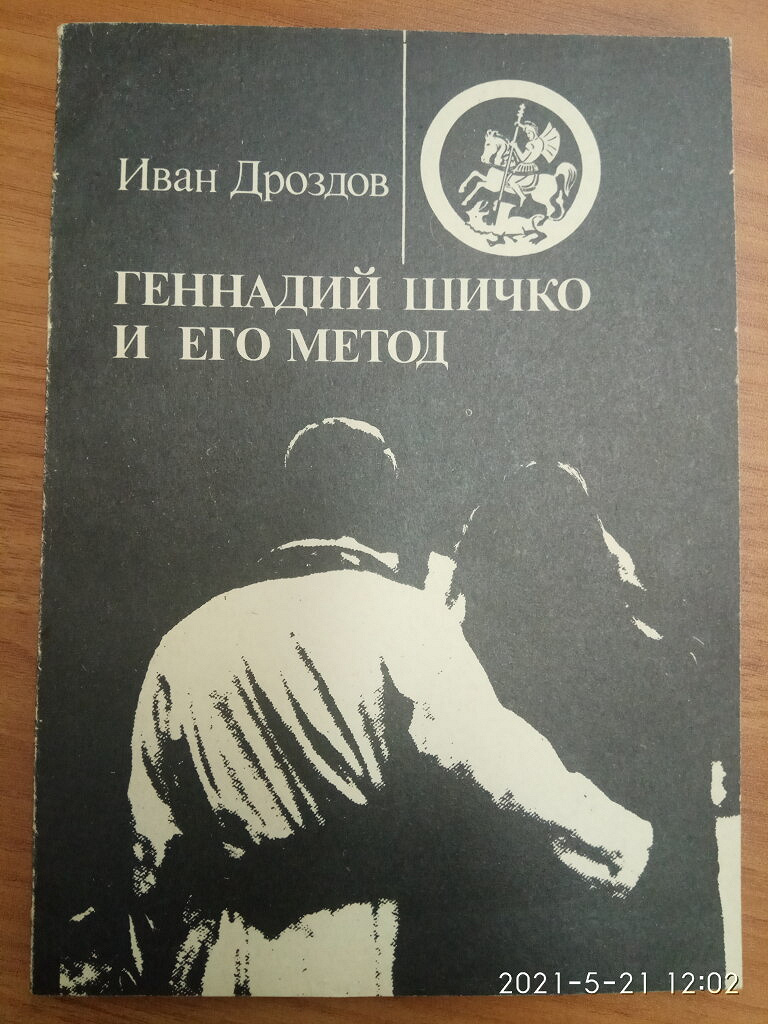 Иван Дроздов
ГЕННАДИЙ ШИЧКО
И ЕГО МЕТОД
2021-5-21 12:02